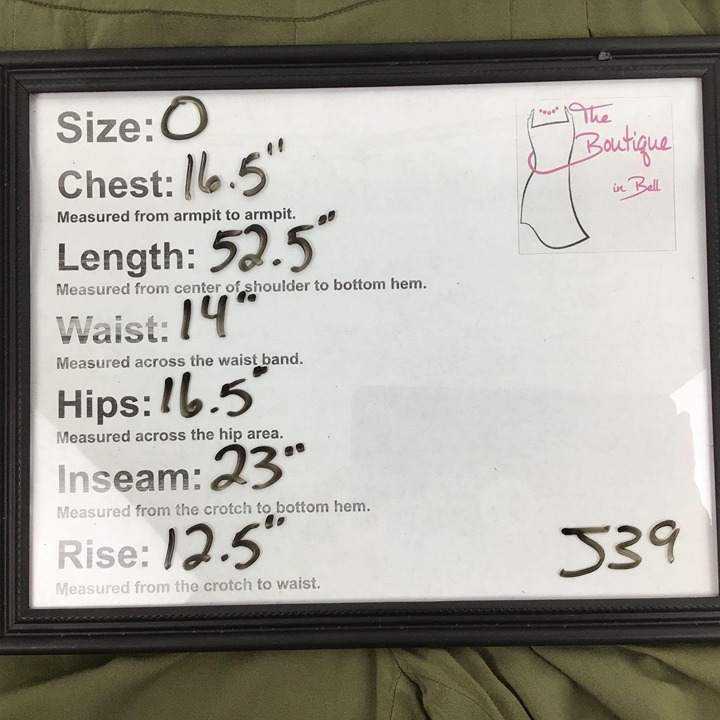 Size: 0
Chest: 16.5"
Measured from armpit to armpit.
Length: 52.5"
Measured from center of shoulder to bottom hem.
Waist: 14"
Measured across the waist band.
Hips: 16.5"
Measured across the hip area.
Inseam: 23"
Measured from the crotch to bottom hem.
Rise: 12.5"
Measured from the crotch to waist.
The
Boutique
in Bell
J39